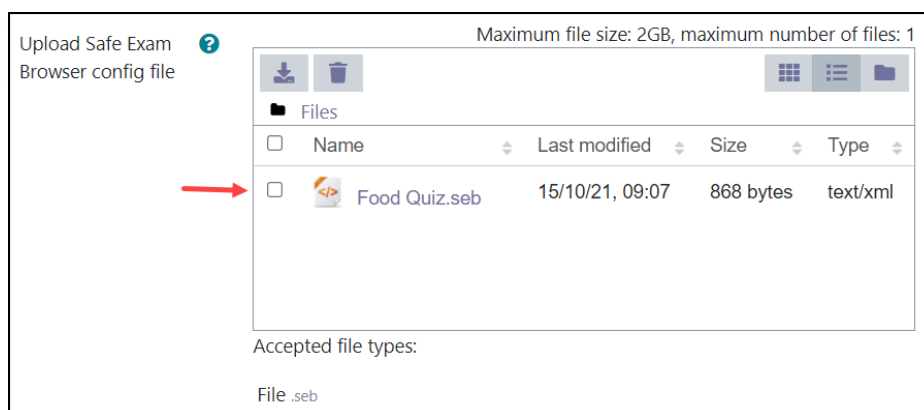 Maximum file size: 2GB, maximum number of files: 1
Upload Safe Exam
Browser config file
Files
Name Last modified Size Type
Food Quiz.seb 15/10/21, 09:07 868 bytes text/xml
Accepted file types:
File .seb